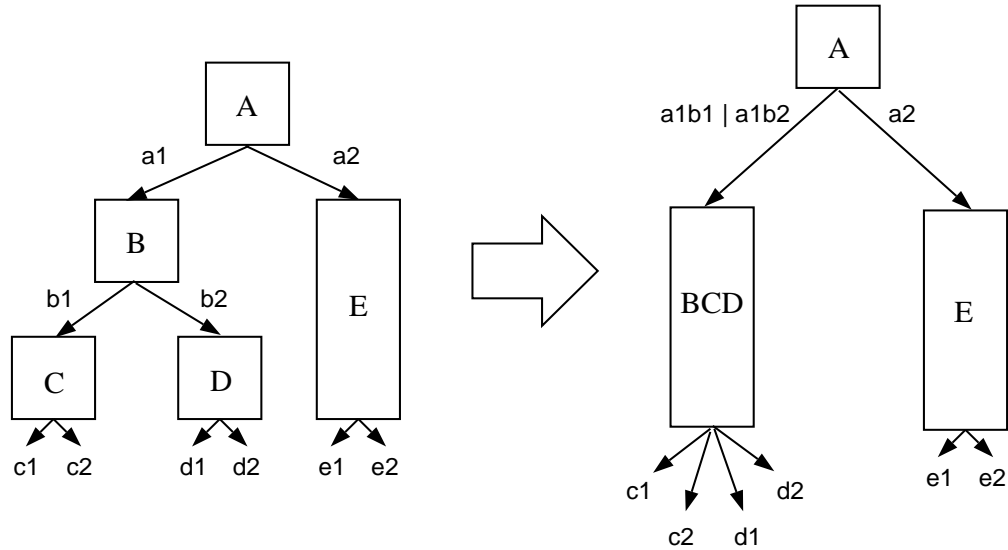 A
a1 a2
B
E
b1 b2
C D
c1 c2 d1 d2 e1 e2
A
a1b1 | a1b2 a2
BCD E
c1 d2 e1 e2
c2 d1